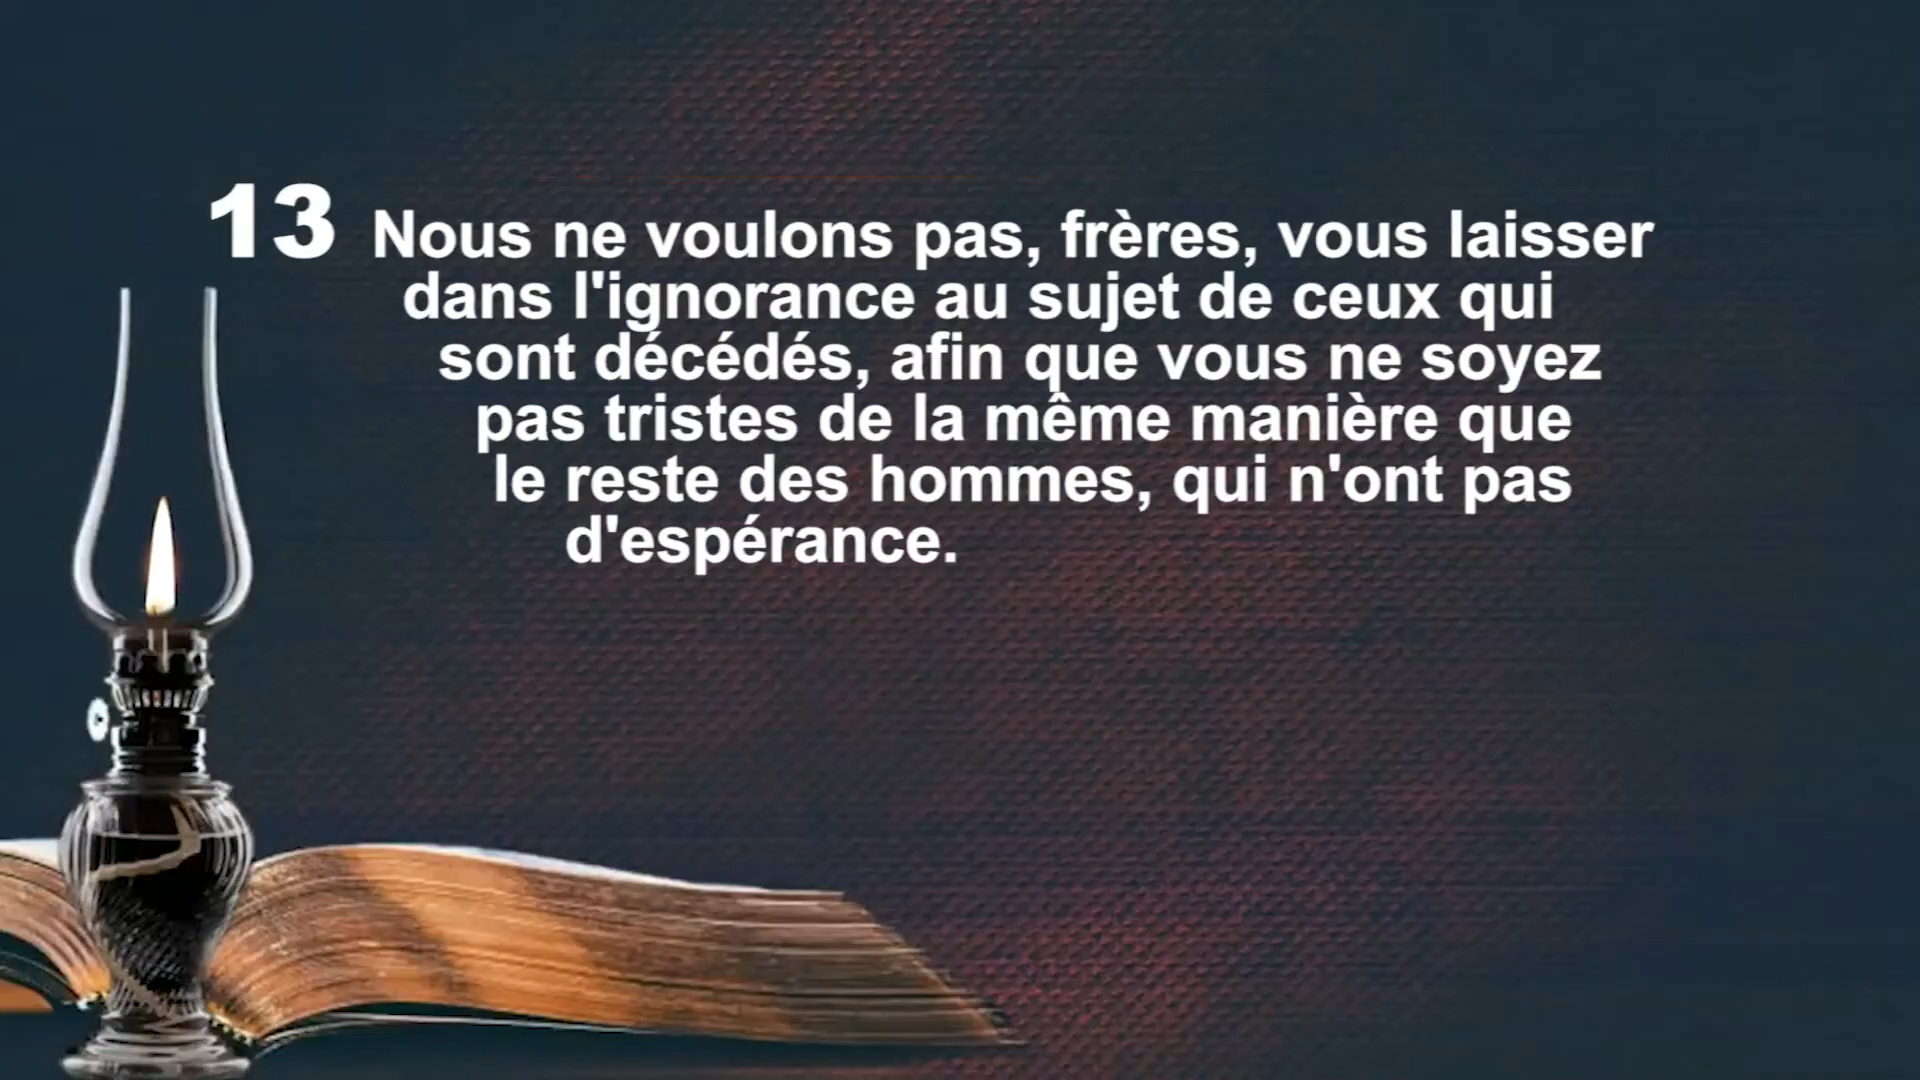 13 Nous ne voulons pas, frères, vous laisser
dans l'ignorance au sujet de ceux qui
sont décédés, afin que vous ne soyez
pas tristes de la même manière que
le reste des hommes, qui n'ont pas
d'espérance.